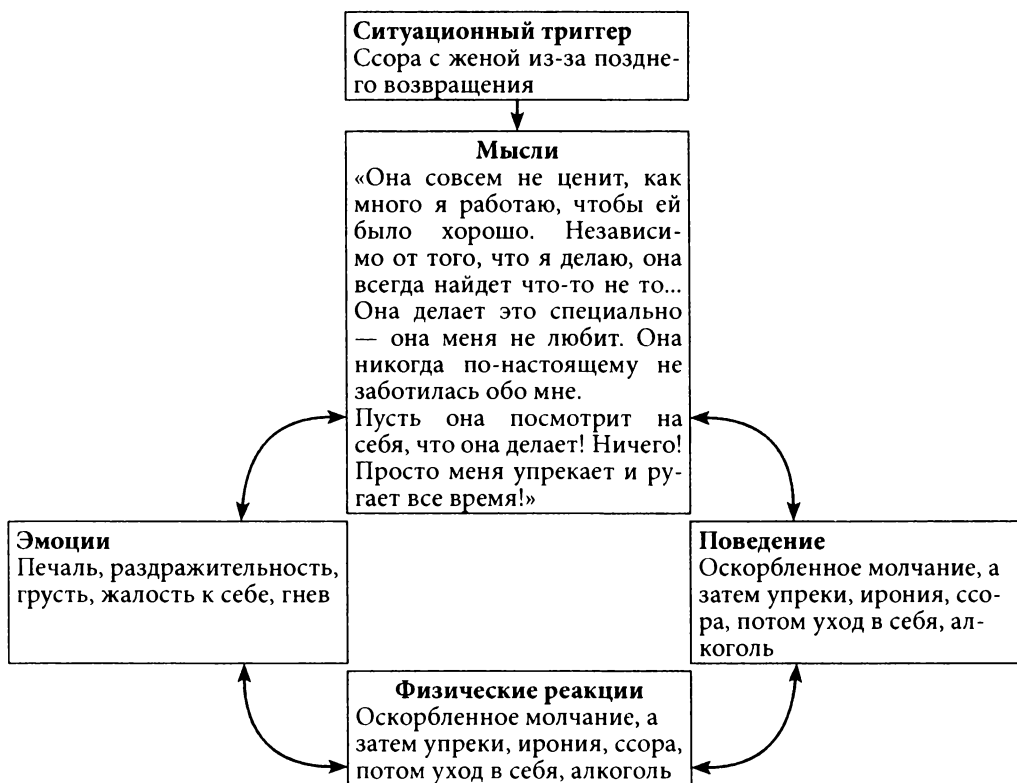 Ситуационный триггер
Ссора с женой из-за поздне-
го возвращения
Мысли
«Она совсем не ценит, как
много я работаю, чтобы ей
было хорошо. Независи-
мо от того, что я делаю, она
всегда найдет что-то не то...
Она делает это специально
— она меня не любит. Она
никогда по-настоящему не
заботилась обо мне.
Пусть она посмотрит на
себя, что она делает! Ничего!
Просто меня упрекает и ру-
гает все время!»
Эмоции
Печаль, раздражительность,
грусть, жалость к себе, гнев
Поведение
Оскорбленное молчание, а
затем упреки, ирония, ссо-
ра, потом уход в себя, ал-
коголь
Физические реакции
Оскорбленное молчание, а
затем упреки, ирония, ссора,
потом уход в себя, алкоголь